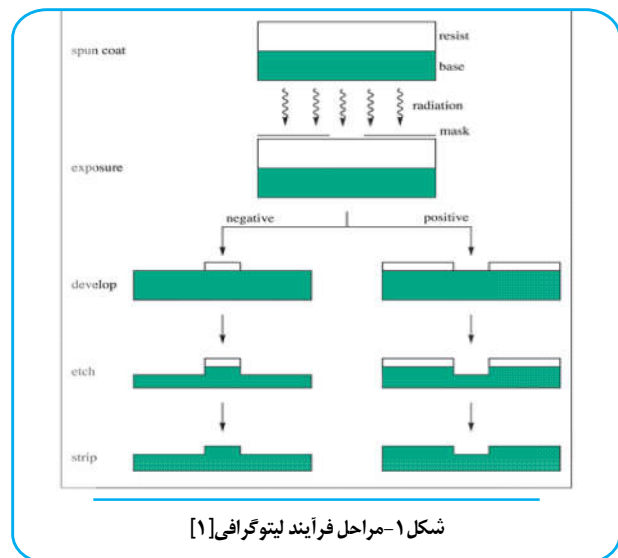 resist
spun coat
base
radiation
mask
exposure
negative
positive
develop
etch
strip
شکل۱-مراحل فرآیند لیتوگرافی[۱]